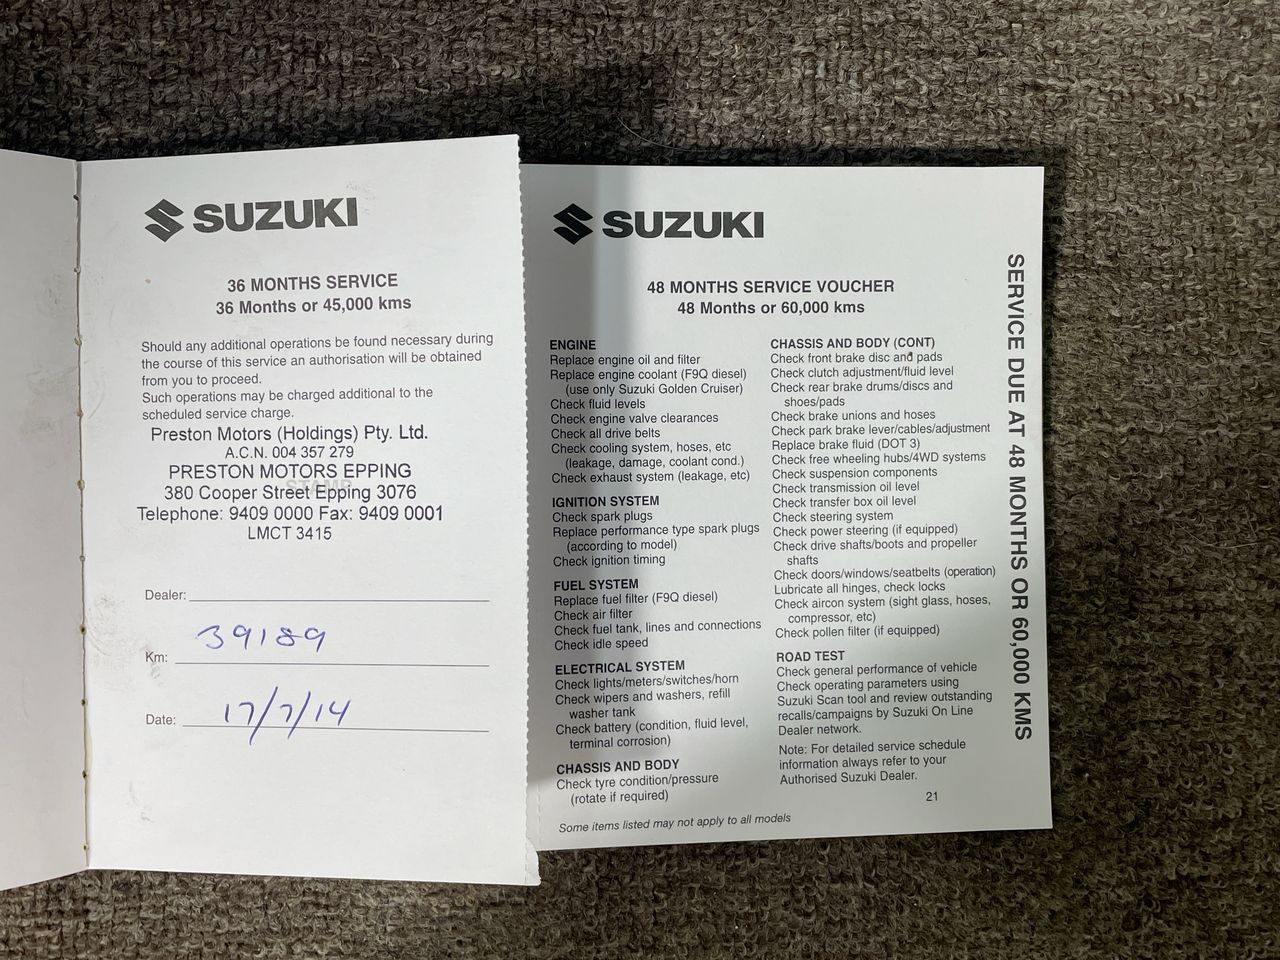 SUZUKI
36 MONTHS SERVICE
36 Months or 45,000 kms
Should any additional operations be found necessary during
the course of this service an authorisation will be obtained
from you to proceed.
Such operations may be charged additional to the
scheduled service charge.
Preston Motors (Holdings) Pty. Ltd.
A.C.N. 004 357 279
PRESTON MOTORS EPPING
STAMP
380 Cooper Street Epping 3076
Telephone: 9409 0000 Fax: 9409 0001
LMCT 3415
Dealer:
Km: 39189
Date: 17/7/14
SUZUKI
48 MONTHS SERVICE VOUCHER
48 Months or 60,000 kms
ENGINE
Replace engine oil and filter
Replace engine coolant (F9Q diesel)
(use only Suzuki Golden Cruiser)
Check fluid levels
Check engine valve clearances
Check all drive belts
Check cooling system, hoses, etc
(leakage, damage, coolant cond.)
Check exhaust system (leakage, etc)
IGNITION SYSTEM
Check spark plugs
Replace performance type spark plugs
(according to model)
Check ignition timing
FUEL SYSTEM
Replace fuel filter (F9Q diesel)
Check air filter
Check fuel tank, lines and connections
Check idle speed
ELECTRICAL SYSTEM
Check lights/meters/switches/horn
Check wipers and washers, refill
washer tank
Check battery (condition, fluid level,
terminal corrosion)
CHASSIS AND BODY
Check tyre condition/pressure
(rotate if required)
Some items listed may not apply to all models
CHASSIS AND BODY (CONT)
Check front brake disc and pads
Check clutch adjustment/fluid level
Check rear brake drums/discs and
shoes/pads
Check brake unions and hoses
Check park brake lever/cables/adjustment
Replace brake fluid (DOT 3)
Check free wheeling hubs/4WD systems
Check suspension components
Check transmission oil level
Check transfer box oil level
Check steering system
Check power steering (if equipped)
Check drive shafts/boots and propeller
shafts
Check doors/windows/seatbelts (operation)
Lubricate all hinges, check locks
Check aircon system (sight glass, hoses,
compressor, etc)
Check pollen filter (if equipped)
ROAD TEST
Check general performance of vehicle
Check operating parameters using
Suzuki Scan tool and review outstanding
recalls/campaigns by Suzuki On Line
Dealer network.
Note: For detailed service schedule
information always refer to your
Authorised Suzuki Dealer.
21
SERVICE DUE AT 48 MONTHS OR 60,000 KMS